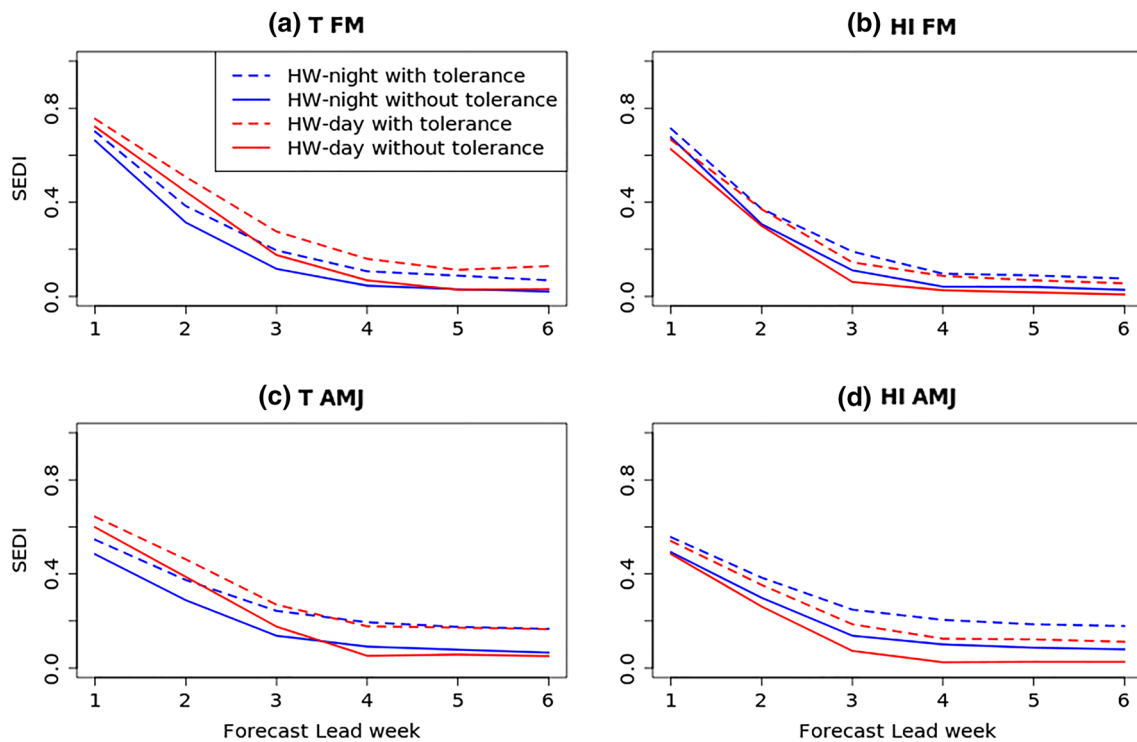 (a) T FM
(b) HI FM
HW-night with tolerance
HW-night without tolerance
HW-day with tolerance
HW-day without tolerance
SEDI
0.0 0.4 0.8
1 2 3 4 5 6
SEDI
0.0 0.4 0.8
1 2 3 4 5 6
(c) T AMJ
(d) HI AMJ
SEDI
0.0 0.4 0.8
1 2 3 4 5 6
Forecast Lead week
0.0 0.4 0.8
1 2 3 4 5 6
Forecast Lead week